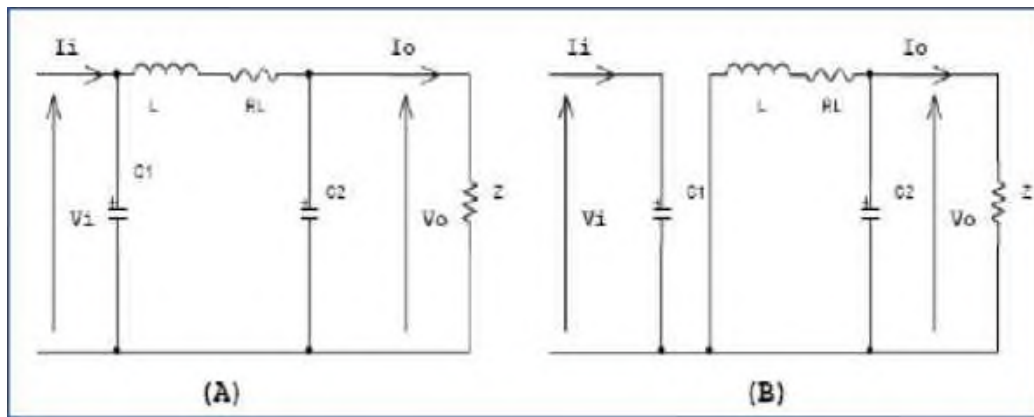 Ii Io Ii Io
L RL L RL
C1 C2 Z C1 C2 Z
Vi Vo Vi Vo
(A) (B)